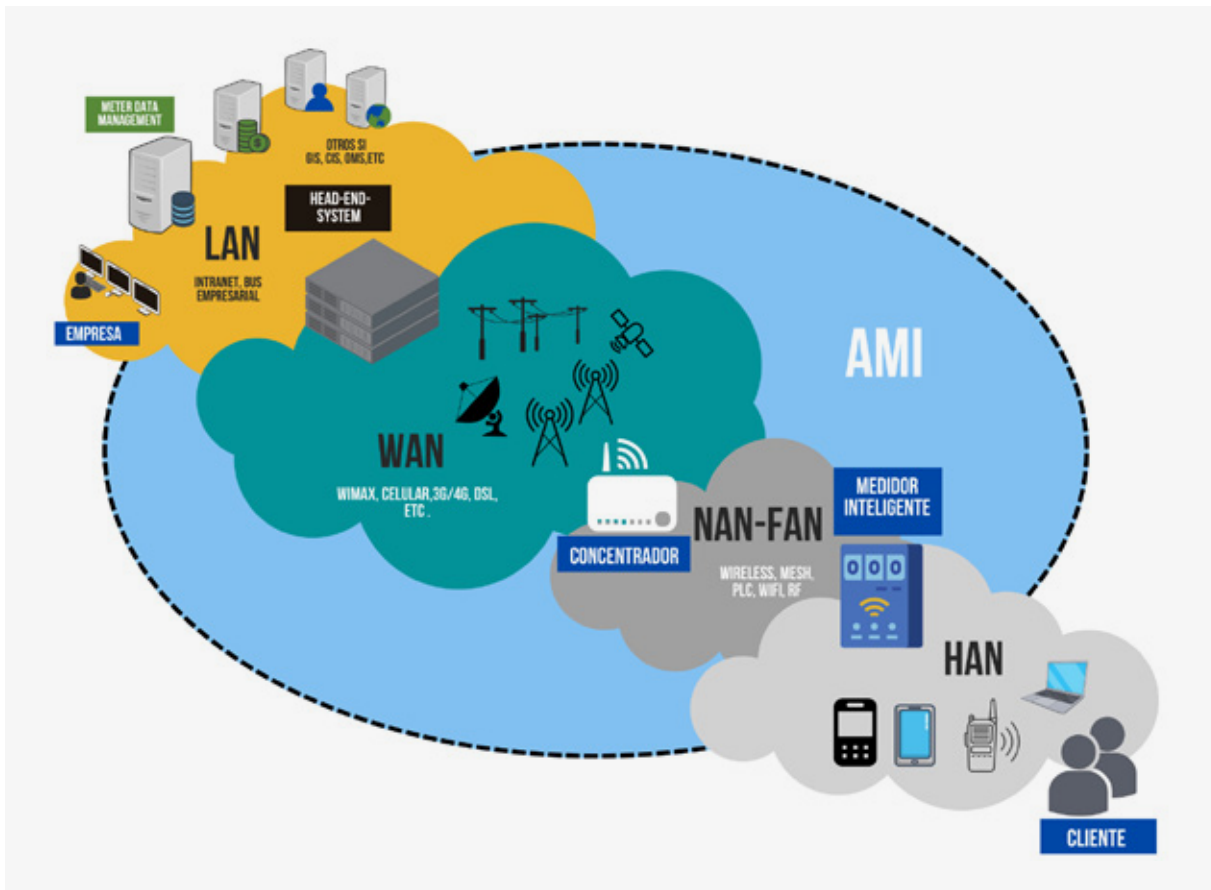 METER DATA
MANAGEMENT
OTROS SI
GIS, CIS, OMS,ETC
HEAD-END-
SYSTEM
LAN
INTRANET, BUS
EMPRESARIAL
EMPRESA
AMI
WAN
WIMAX, CELULAR,3G/4G, DSL,
ETC .
CONCENTRADOR
NAN-FAN
WIRELESS, MESH,
PLC, WIFI, RF
MEDIDOR
INTELIGENTE
000
HAN
CLIENTE